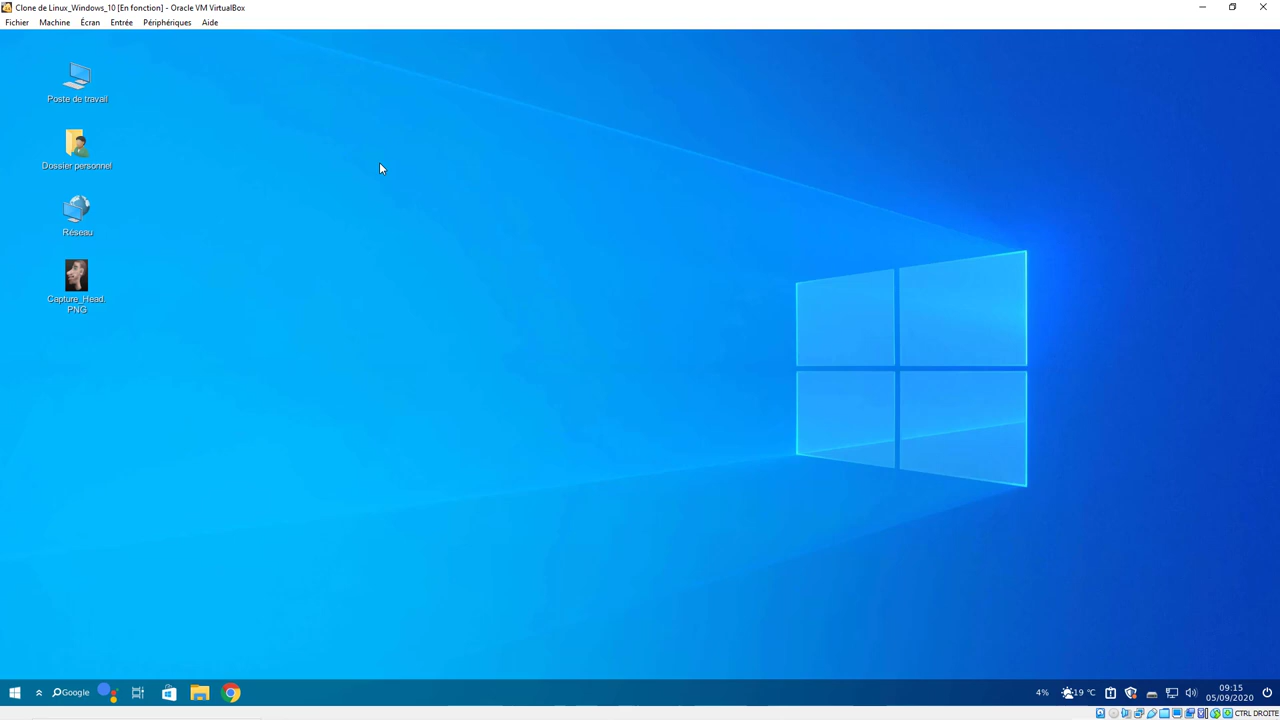 Clone de Linux_Windows_10 [En fonction] - Oracle VM VirtualBox
Fichier Machine Écran Entrée Périphériques Aide
Poste de travail
Dossier personnel
Réseau
Capture_Head.
PNG
Google
4%
19 °C
09:15
05/09/2020
CTRL DROITE